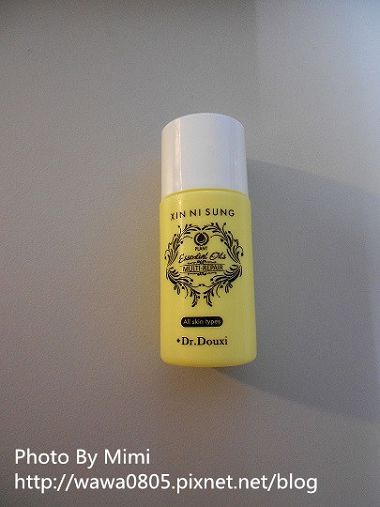 XIN NI SUNG
PLANT
Essential Oils
MULTI-REPAIR
All skin types
Dr.Douxi
Photo By Mimi
http://wawa0805.pixnet.net/blog